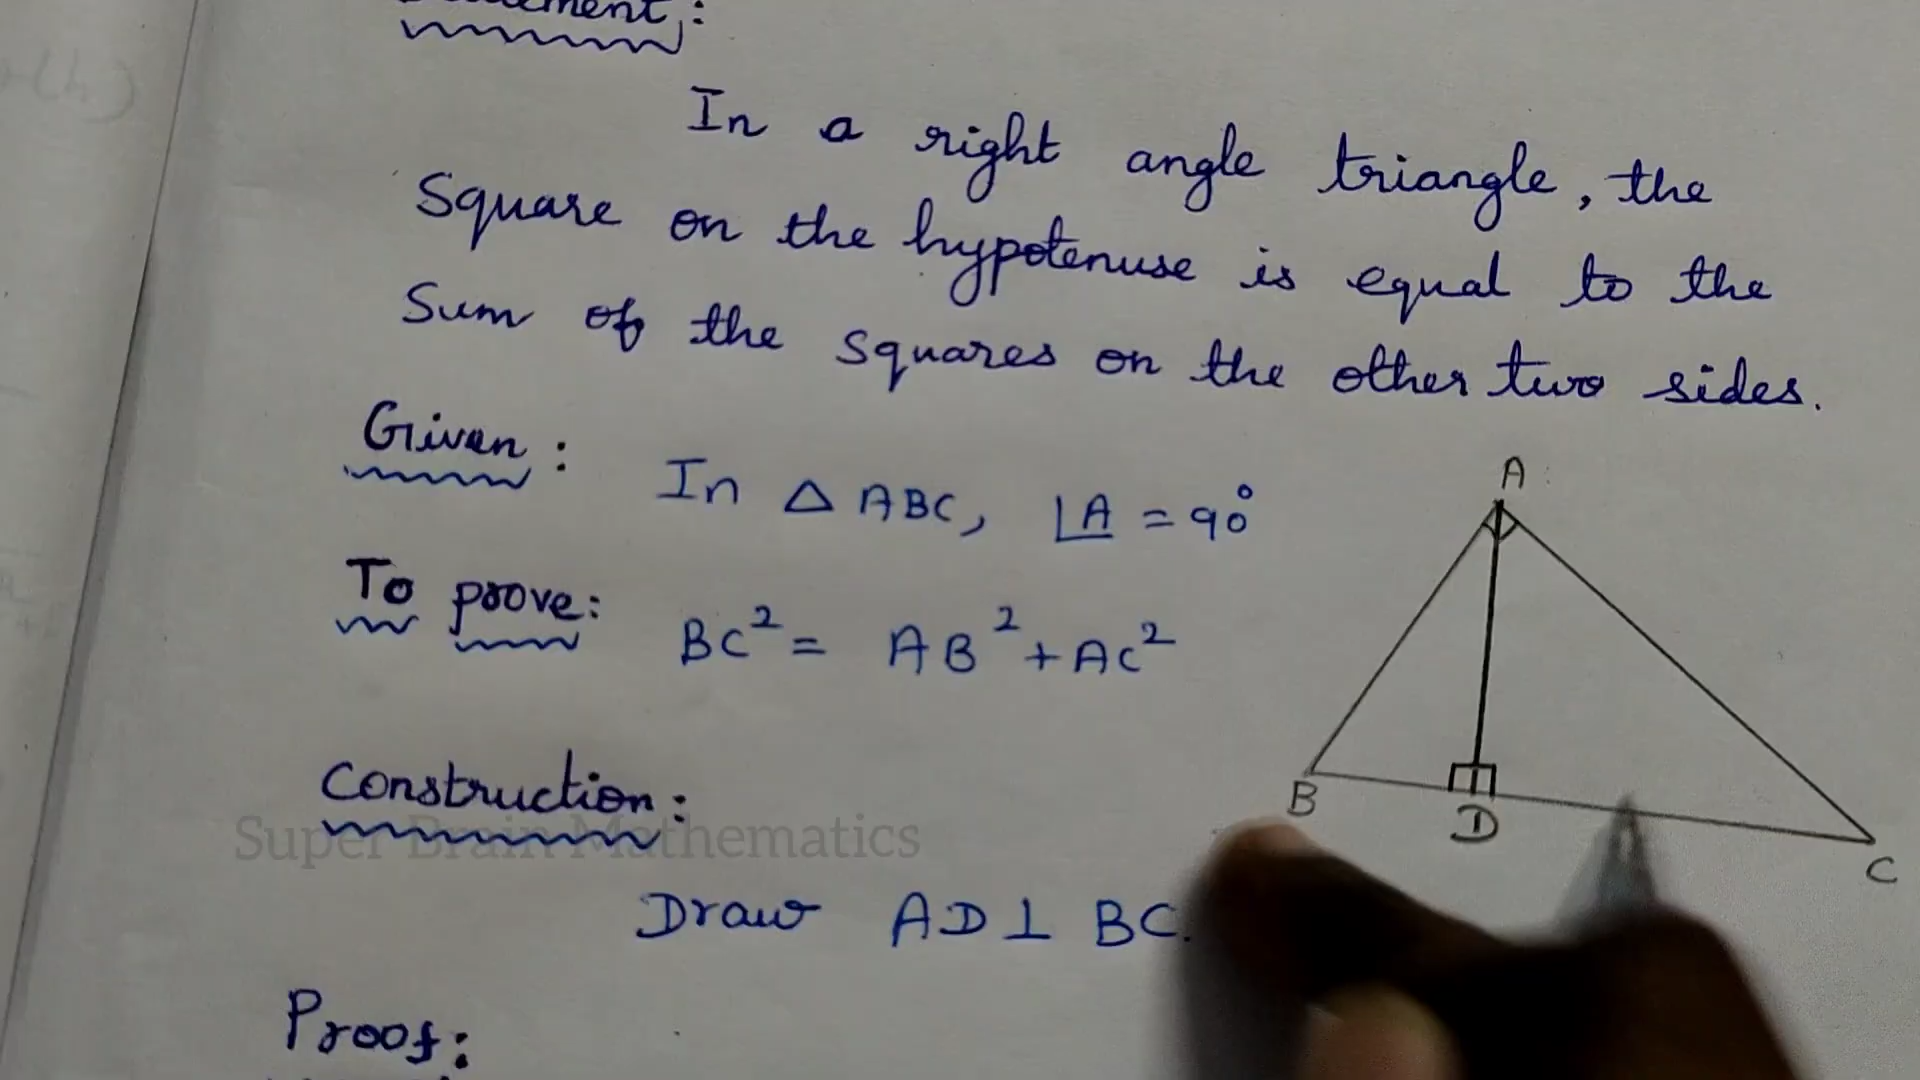 In a right angle triangle, the
Square on the hypotenuse is equal to the
Sum of the squares on the other two sides.
Given: In △ ABC, ∟A = 90°
To prove: BC² = AB² + AC²
Construction:
Super Brain Mathematics
Draw AD ⊥ BC.
Proof:
A
B
D
C